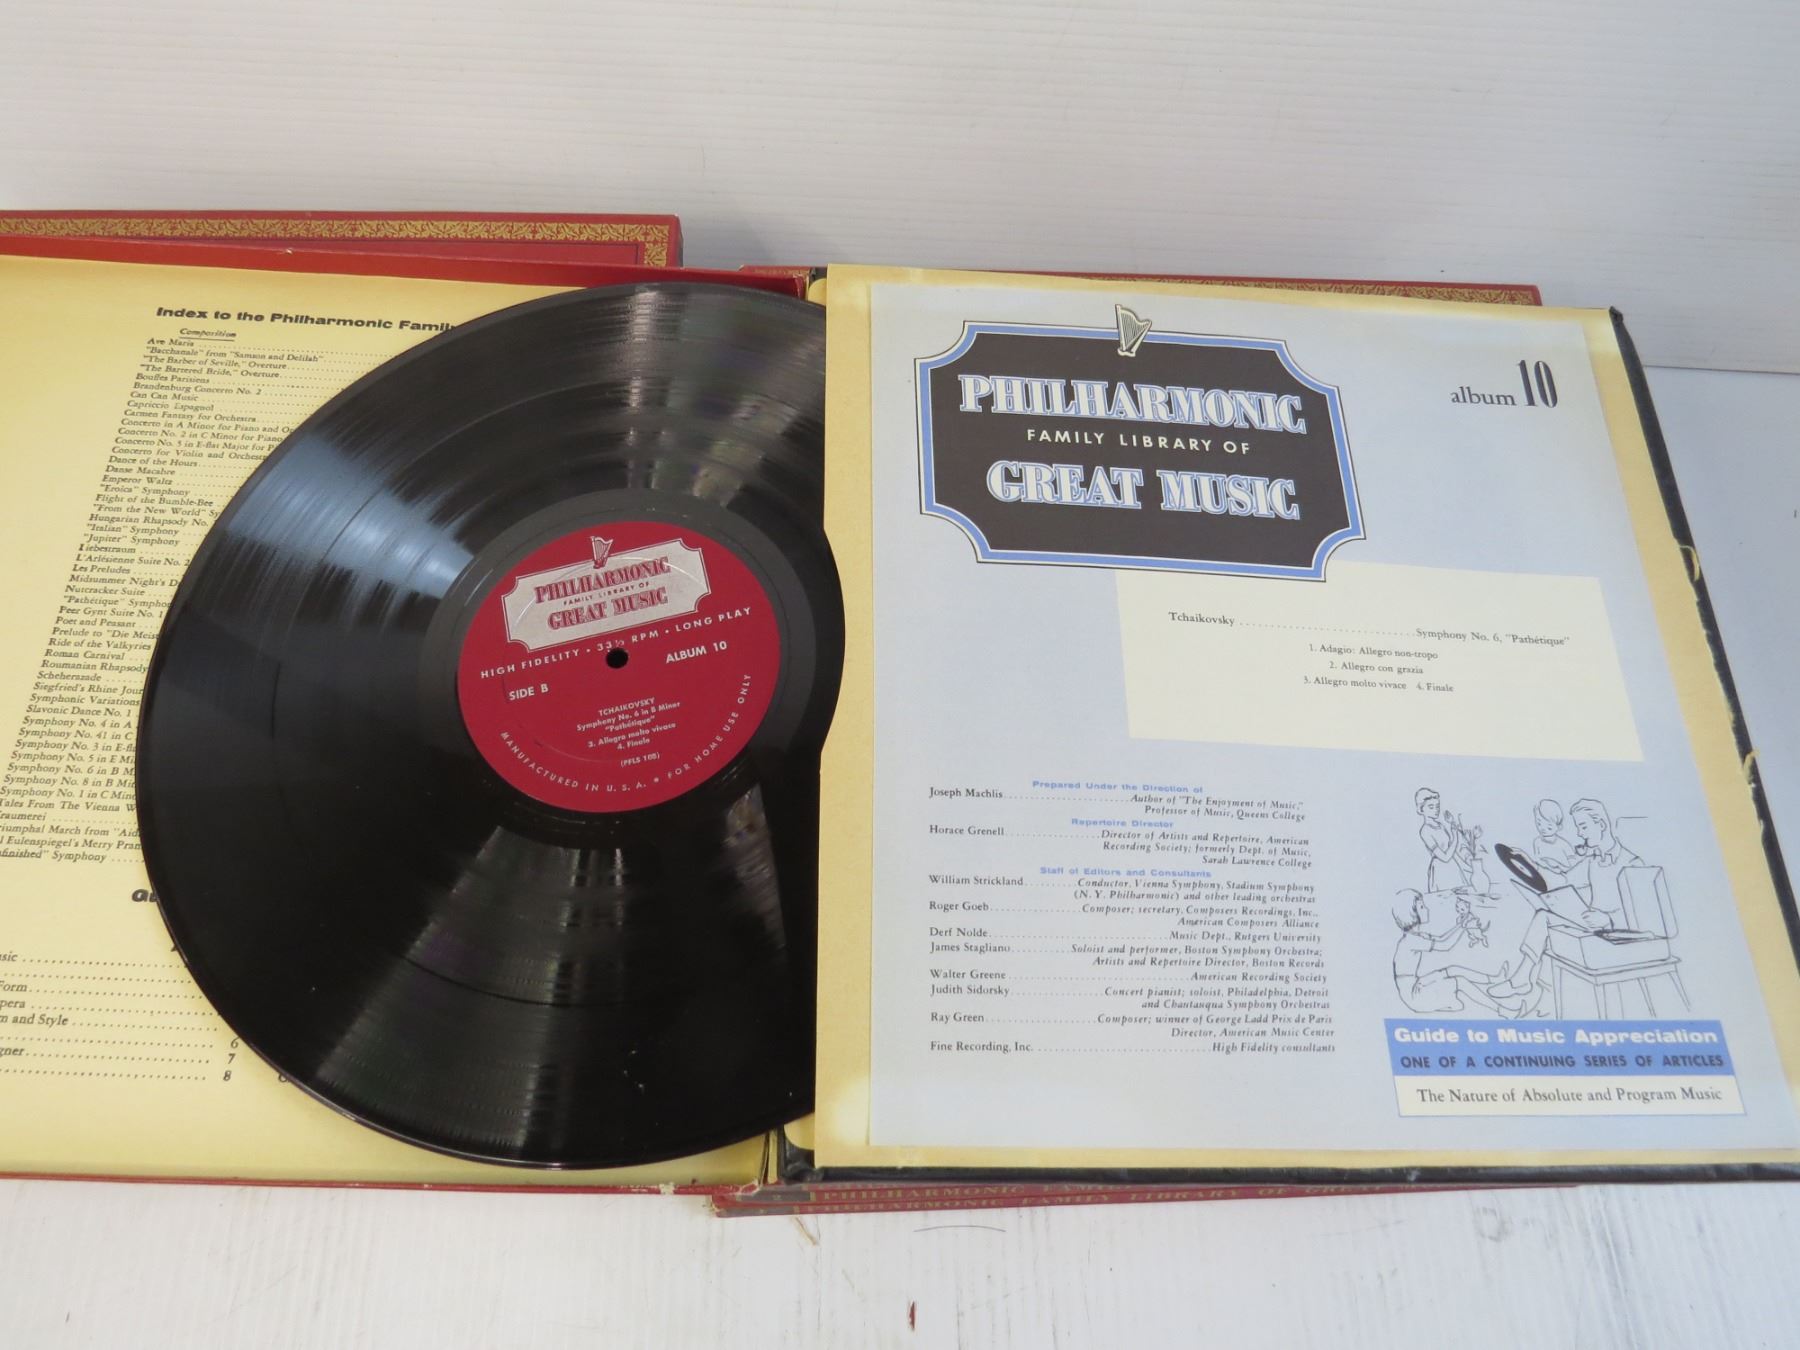 Index to the Philharmonic Family
Composition
Ave Maria
"Bacchanale" from "Samson and Delilah"
"The Barber of Seville," Overture
"The Bartered Bride," Overture
Bouffes Parisiens
Brandenburg Concerto No. 2
Can Can Music
Capriccio Espagnol
Carmen Fantasy for Orchestra
Concerto in A Minor for Piano and
Concerto No. 2 in C Minor for Piano
Concerto No. 5 in E-flat Major for
Concerto for Violin and Orchestra
Dance of the Hours
Danse Macabre
Emperor Waltz
"Eroica" Symphony
Flight of the Bumble-Bee
"From the New World"
Hungarian Rhapsody No.
"Italian" Symphony
"Jupiter" Symphony
Liebestraum
L'Arlésienne Suite No. 2
Les Preludes
Midsummer Night's
Nutcracker Suite
"Pathétique"
Peer Gynt Suite No. 1
Poet and Peasant
Prelude to "Die
Ride of the Valkyries
Roman Carnival
Roumanian Rhapsody
Scheherazade
Siegfried's Rhine
Symphonic Variations
Slavonic Dance No. 1
Symphony No. 4 in A
Symphony No. 41 in C
Symphony No. 3 in
Symphony No. 5 in E
Symphony No. 6 in B
Symphony No. 8 in B
Symphony No. 1 in C
Tales From The Vienna
March from
Eulenspiegel's Merry
Symphony
and Style
6
7
8
PHILHARMONIC
FAMILY LIBRARY OF
GREAT MUSIC
HIGH FIDELITY • 33⅓ RPM • LONG PLAY
SIDE B
ALBUM 10
TCHAIKOVSKY
Symphony No. 6 in B Minor
"Pathétique"
3. Allegro molto vivace
4. Finale
(PFLS 108)
MANUFACTURED IN U. S. A. • FOR HOME USE ONLY
PHILHARMONIC
FAMILY LIBRARY OF
GREAT MUSIC
album 10
Tchaikovsky ........ Symphony No. 6, "Pathétique"
1. Adagio: Allegro non-tropo
2. Allegro con grazia
3. Allegro molto vivace 4. Finale
Prepared Under the Direction of
Joseph Machlis ........ Author of "The Enjoyment of Music,"
Professor of Music, Queens College
Repertoire Director
Horace Grenell ........ Director of Artists and Repertoire, American
Recording Society; formerly Dept. of Music,
Sarah Lawrence College
Staff of Editors and Consultants
William Strickland ........ Conductor, Vienna Symphony, Stadium Symphony
(N. Y. Philharmonic) and other leading orchestras
Roger Goeb ........ Composer; secretary, Composers Recordings, Inc.,
American Composers Alliance
Derf Nolde ........ Music Dept., Rutgers University
James Stagliano ........ Soloist and performer, Boston Symphony Orchestra;
Artists and Repertoire Director, Boston Records
Walter Greene ........ American Recording Society
Judith Sidorsky ........ Concert pianist; soloist, Philadelphia, Detroit
and Chautauqua Symphony Orchestras
Ray Green ........ Composer; winner of George Ladd Prix de Paris
Director, American Music Center
Fine Recording, Inc. ........ High Fidelity consultants
Guide to Music Appreciation
ONE OF A CONTINUING SERIES OF ARTICLES
The Nature of Absolute and Program Music
2 PHILHARMONIC
PHILHARMONIC FAMILY LIBRARY OF